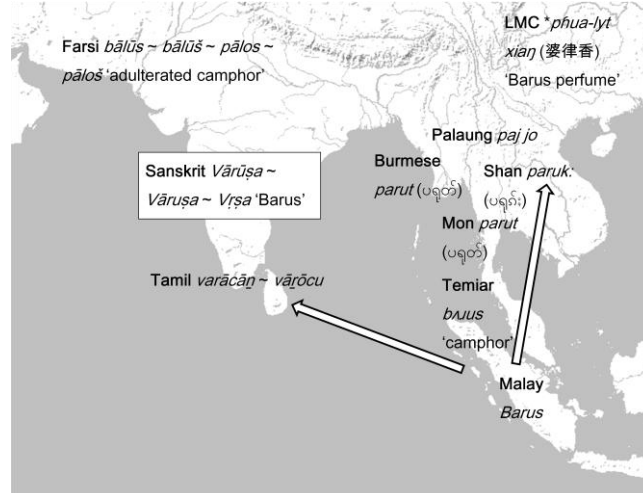 Farsi bālūs ~ bālūš ~ pālos ~
pāloš ‘adulterated camphor’
LMC *pɦua-lyt
xiaŋ (婆律香)
‘Barus perfume’
Palaung paj jo
Burmese
parut (ပရုတ်)
Shan paruk:
(ပရုၵ်း)
Sanskrit Vārūṣa ~
Vāruṣa ~ Vṛṣa ‘Barus’
Mon parut
(ပရုတ်)
Tamil varācāṉ ~ vāṟōcu
Temiar
bʌɹus
‘camphor’
Malay
Barus